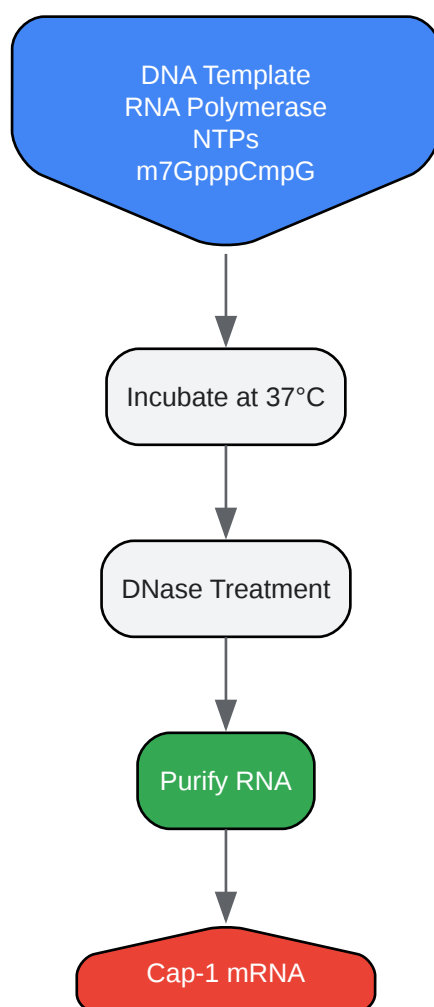 DNA Template
RNA Polymerase
NTPs
m7GpppCmpG
Incubate at 37°C
DNase Treatment
Purify RNA
Cap-1 mRNA